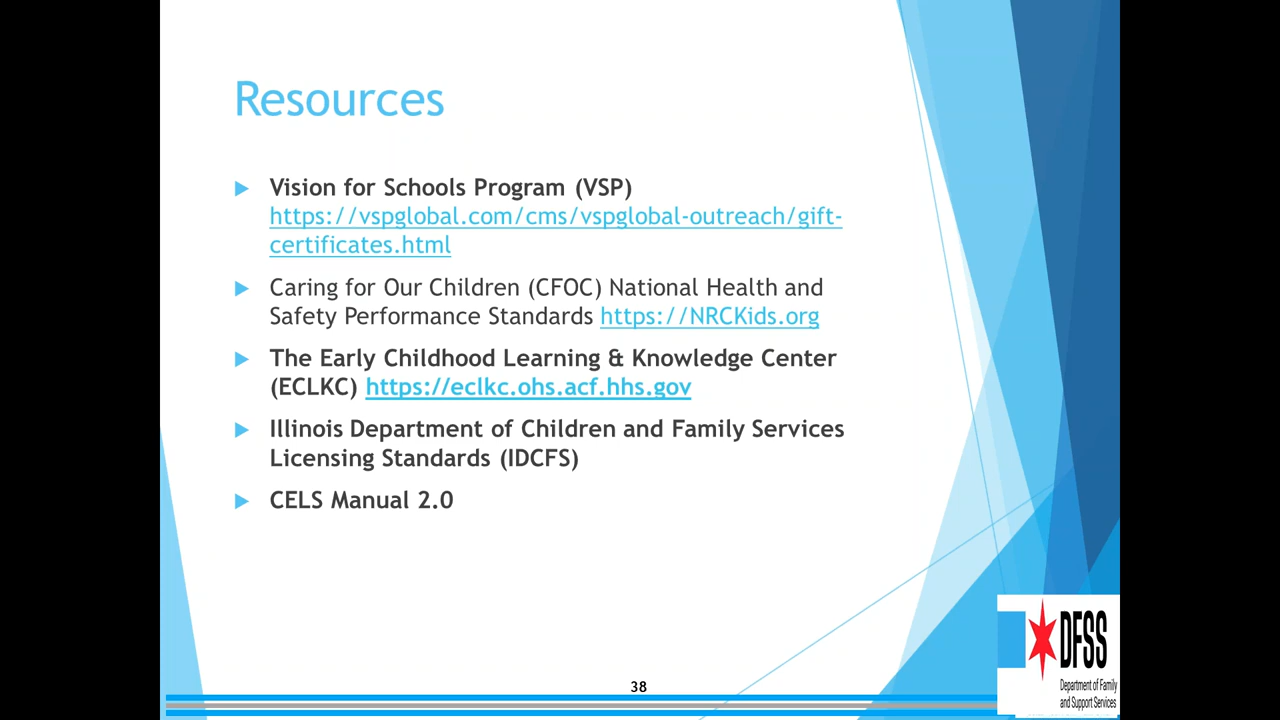 Resources
Vision for Schools Program (VSP)
https://vspglobal.com/cms/vspglobal-outreach/gift-
certificates.html
Caring for Our Children (CFOC) National Health and
Safety Performance Standards https://NRCKids.org
The Early Childhood Learning & Knowledge Center
(ECLKC) https://eclkc.ohs.acf.hhs.gov
Illinois Department of Children and Family Services
Licensing Standards (IDCFS)
CELS Manual 2.0
38
DFSS
Department of Family
and Support Services